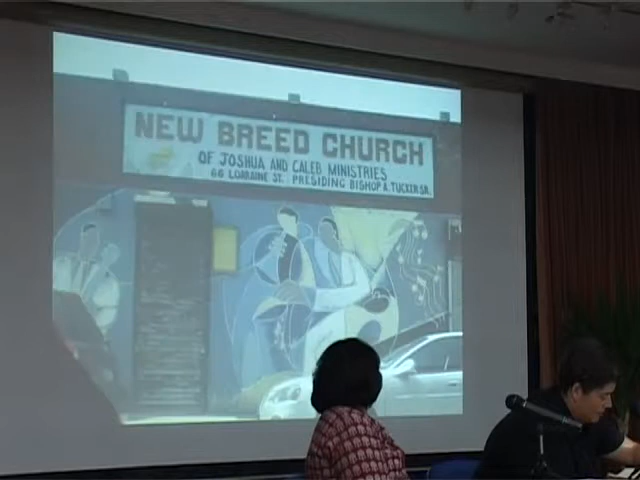 NEW BREED CHURCH
OF JOSHUA AND CALEB MINISTRIES
66 LORRAINE ST. PRESIDING BISHOP A. TUCKER SR.